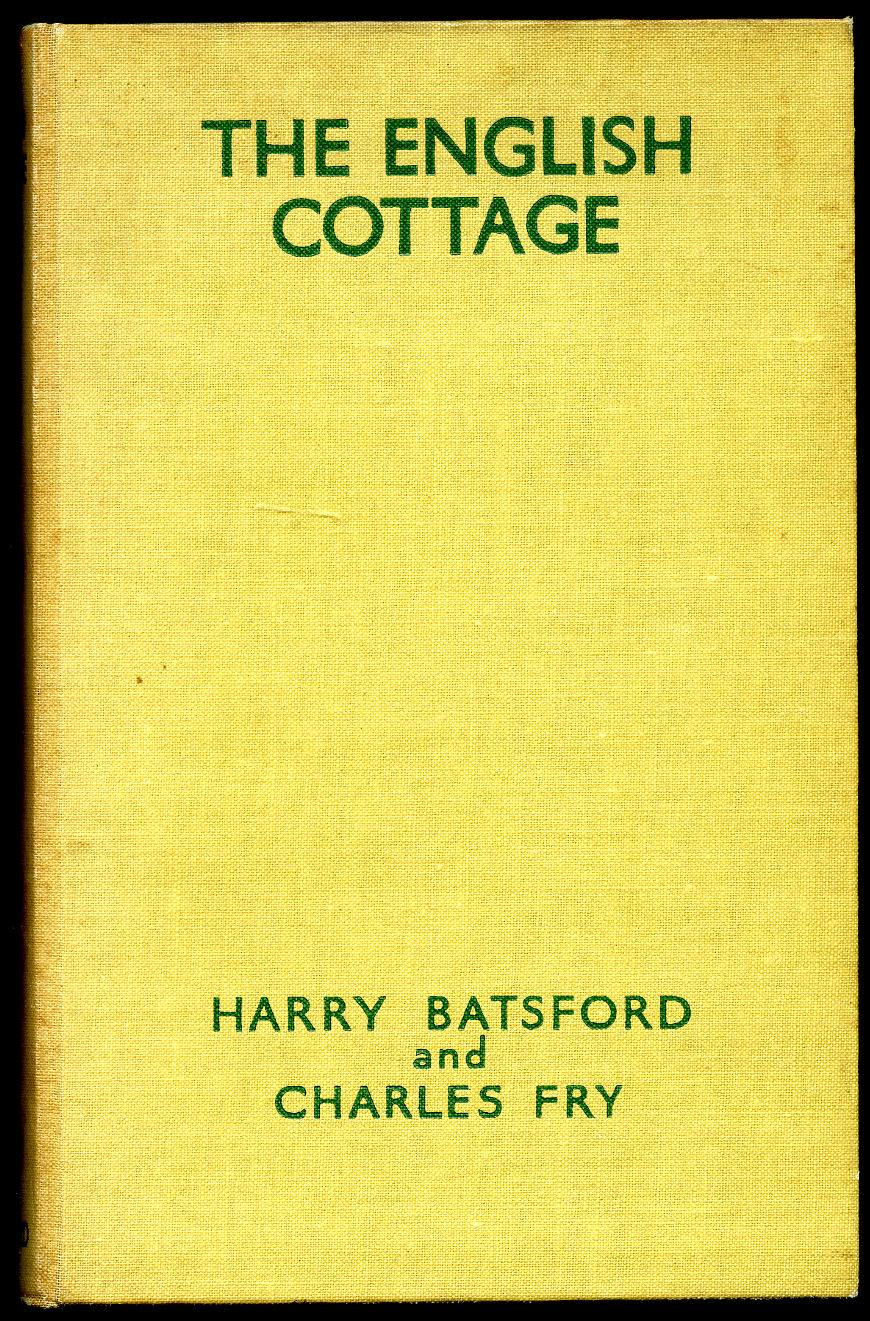 THE ENGLISH
COTTAGE
HARRY BATSFORD
and
CHARLES FRY